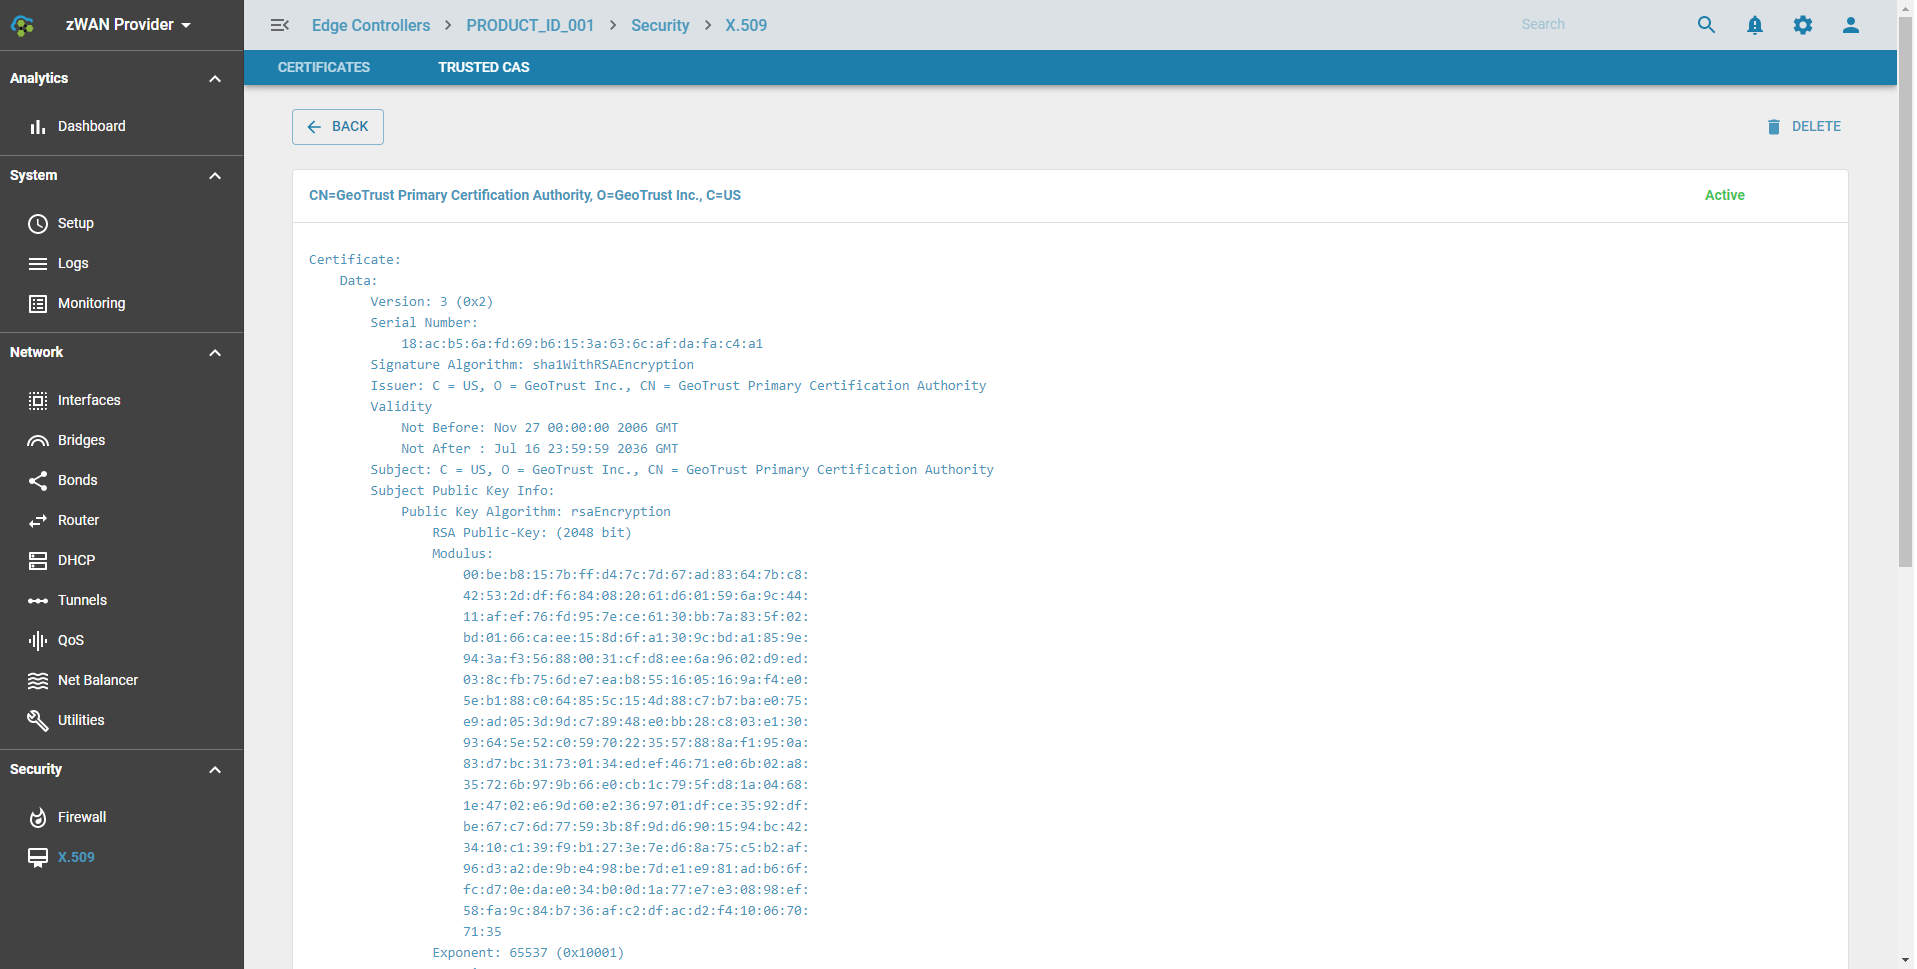 zWAN Provider
Edge Controllers > PRODUCT_ID_001 > Security > X.509
Search
CERTIFICATES
TRUSTED CAS
Analytics
Dashboard
System
Setup
Logs
Monitoring
Network
Interfaces
Bridges
Bonds
Router
DHCP
Tunnels
QoS
Net Balancer
Utilities
Security
Firewall
X.509
BACK
DELETE
CN=GeoTrust Primary Certification Authority, O=GeoTrust Inc., C=US
Active
Certificate:
Data:
Version: 3 (0x2)
Serial Number:
18:ac:b5:6a:fd:69:b6:15:3a:63:6c:af:da:fa:c4:a1
Signature Algorithm: sha1WithRSAEncryption
Issuer: C = US, O = GeoTrust Inc., CN = GeoTrust Primary Certification Authority
Validity
Not Before: Nov 27 00:00:00 2006 GMT
Not After : Jul 16 23:59:59 2036 GMT
Subject: C = US, O = GeoTrust Inc., CN = GeoTrust Primary Certification Authority
Subject Public Key Info:
Public Key Algorithm: rsaEncryption
RSA Public-Key: (2048 bit)
Modulus:
00:be:b8:15:7b:ff:d4:7c:7d:67:ad:83:64:7b:c8:
42:53:2d:df:f6:84:08:20:61:d6:01:59:6a:9c:44:
11:af:ef:76:fd:95:7e:ce:61:30:bb:7a:83:5f:02:
bd:01:66:ca:ee:15:8d:6f:a1:30:9c:bd:a1:85:9e:
94:3a:f3:56:88:00:31:cf:d8:ee:6a:96:02:d9:ed:
03:8c:fb:75:6d:e7:ea:b8:55:16:05:16:9a:f4:e0:
5e:b1:88:c0:64:85:5c:15:4d:88:c7:b7:ba:e0:75:
e9:ad:05:3d:9d:c7:89:48:e0:bb:28:c8:03:e1:30:
93:64:5e:52:c0:59:70:22:35:57:88:8a:f1:95:0a:
83:d7:bc:31:73:01:34:ed:ef:46:71:e0:6b:02:a8:
35:72:6b:97:9b:66:e0:cb:1c:79:5f:d8:1a:04:68:
1e:47:02:e6:9d:60:e2:36:97:01:df:ce:35:92:df:
be:67:c7:6d:77:59:3b:8f:9d:d6:90:15:94:bc:42:
34:10:c1:39:f9:b1:27:3e:7e:d6:8a:75:c5:b2:af:
96:d3:a2:de:9b:e4:98:be:7d:e1:e9:81:ad:b6:6f:
fc:d7:0e:da:e0:34:b0:0d:1a:77:e7:e3:08:98:ef:
58:fa:9c:84:b7:36:af:c2:df:ac:d2:f4:10:06:70:
71:35
Exponent: 65537 (0x10001)